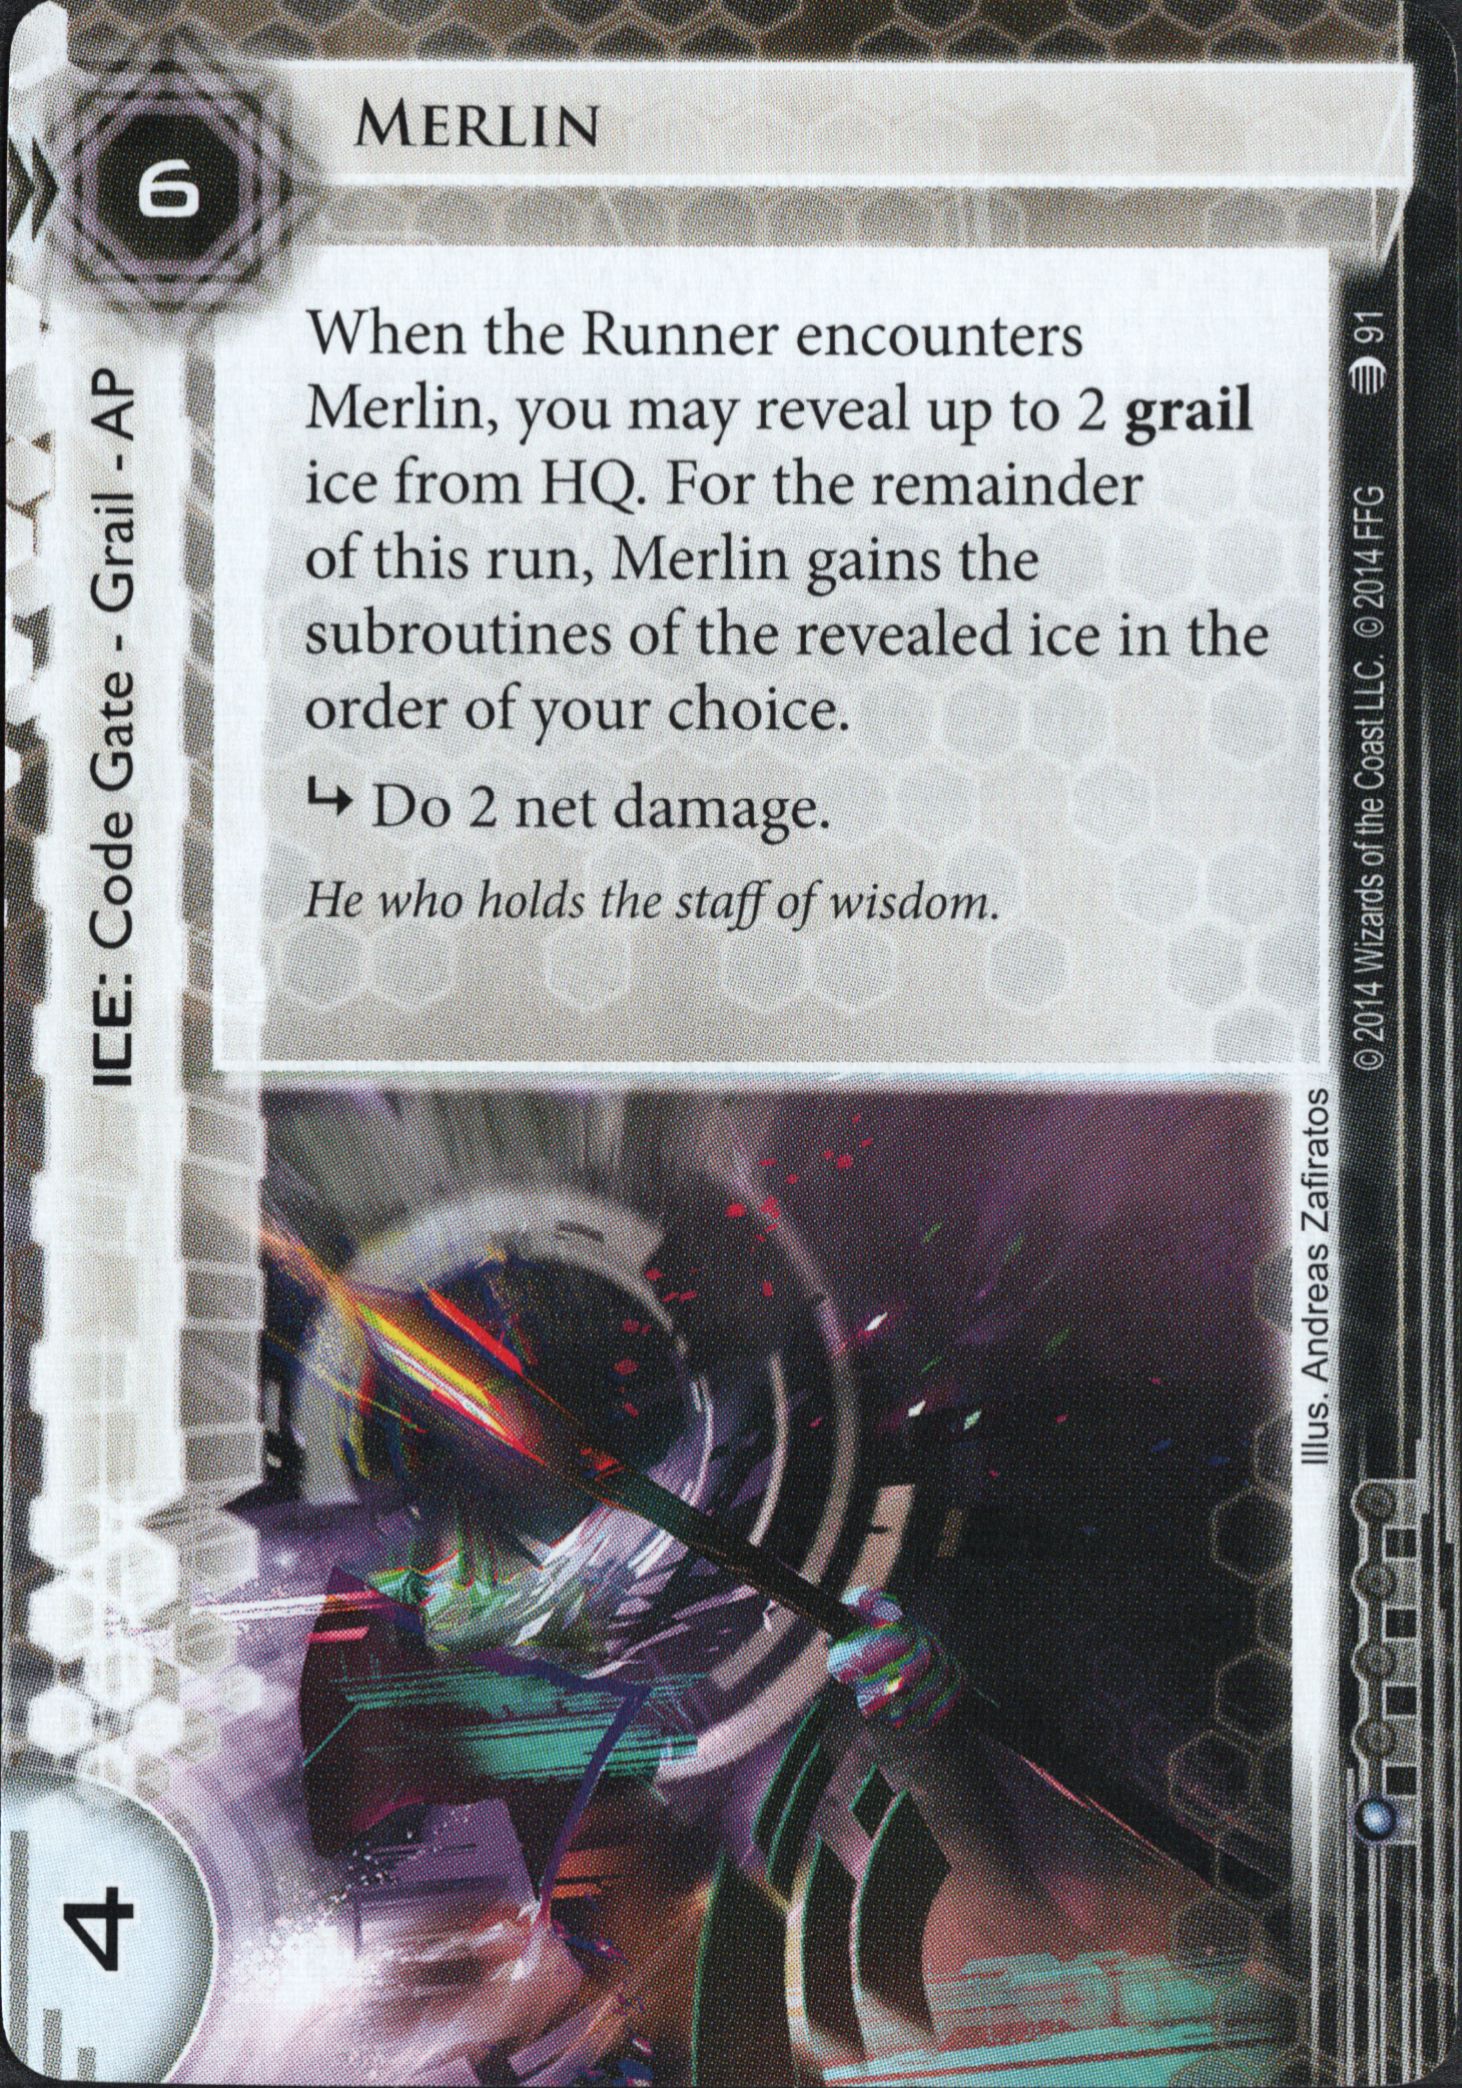 MERLIN
6
When the Runner encounters
Merlin, you may reveal up to 2 grail
ice from HQ. For the remainder
of this run, Merlin gains the
subroutines of the revealed ice in the
order of your choice.
↳ Do 2 net damage.
He who holds the staff of wisdom.
ICE: Code Gate - Grail - AP
4
Illus. Andreas Zafiratos
© 2014 Wizards of the Coast LLC. © 2014 FFG 91